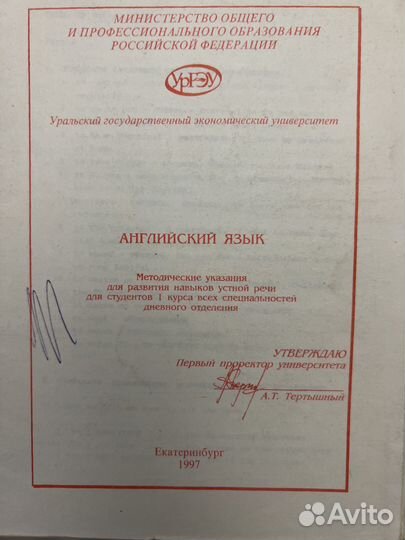 МИНИСТЕРСТВО ОБЩЕГО
И ПРОФЕССИОНАЛЬНОГО ОБРАЗОВАНИЯ
РОССИЙСКОЙ ФЕДЕРАЦИИ
УрГЭУ
Уральский государственный экономический университет
АНГЛИЙСКИЙ ЯЗЫК
Методические указания
для развития навыков устной речи
для студентов 1 курса всех специальностей
дневного отделения
УТВЕРЖДАЮ
Первый проректор университета
А.Т. Тертышный
Екатеринбург
1997
Avito